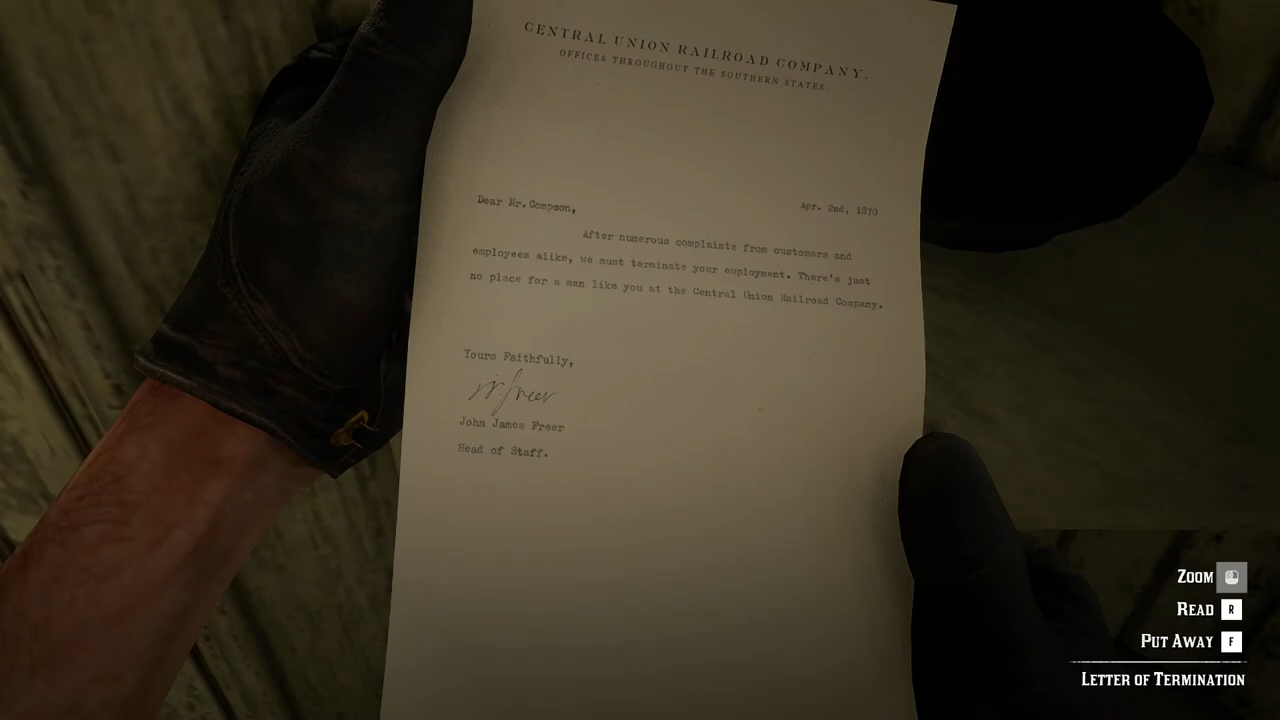 CENTRAL UNION RAILROAD COMPANY.
OFFICES THROUGHOUT THE SOUTHERN STATES.
Apr. 2nd, 1870
Dear Mr. Compson,
After numerous complaints from customers and
employees alike, we must terminate your employment. There's just
no place for a man like you at the Central Union Railroad Company.
Yours Faithfully,
JJ. Freer
John James Freer
Head of Staff.
ZOOM
READ R
PUT AWAY F
LETTER OF TERMINATION